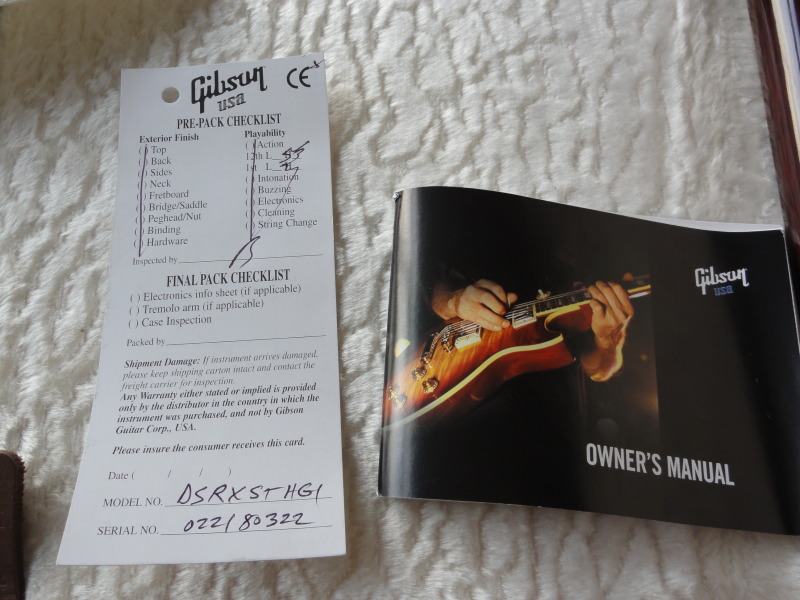 Gibson
usa
CE
PRE-PACK CHECKLIST
Exterior Finish
( ) Top
( ) Back
( ) Sides
( ) Neck
( ) Fretboard
( ) Bridge/Saddle
( ) Peghead/Nut
( ) Binding
( ) Hardware
Playability
( ) Action
12th L
1st L
( ) Intonation
( ) Buzzing
( ) Electronics
( ) Cleaning
( ) String Change
Inspected by
FINAL PACK CHECKLIST
( ) Electronics info sheet (if applicable)
( ) Tremolo arm (if applicable)
( ) Case Inspection
Packed by
Shipment Damage: If instrument arrives damaged,
please keep shipping carton intact and contact the
freight carrier for inspection.
Any Warranty either stated or implied is provided
only by the distributor in the country in which the
instrument was purchased, and not by Gibson
Guitar Corp., USA.
Please insure the consumer receives this card.
Date ( / / )
MODEL NO. DSRXSTHG1
SERIAL NO. 022180322
Gibson
usa
OWNER'S MANUAL